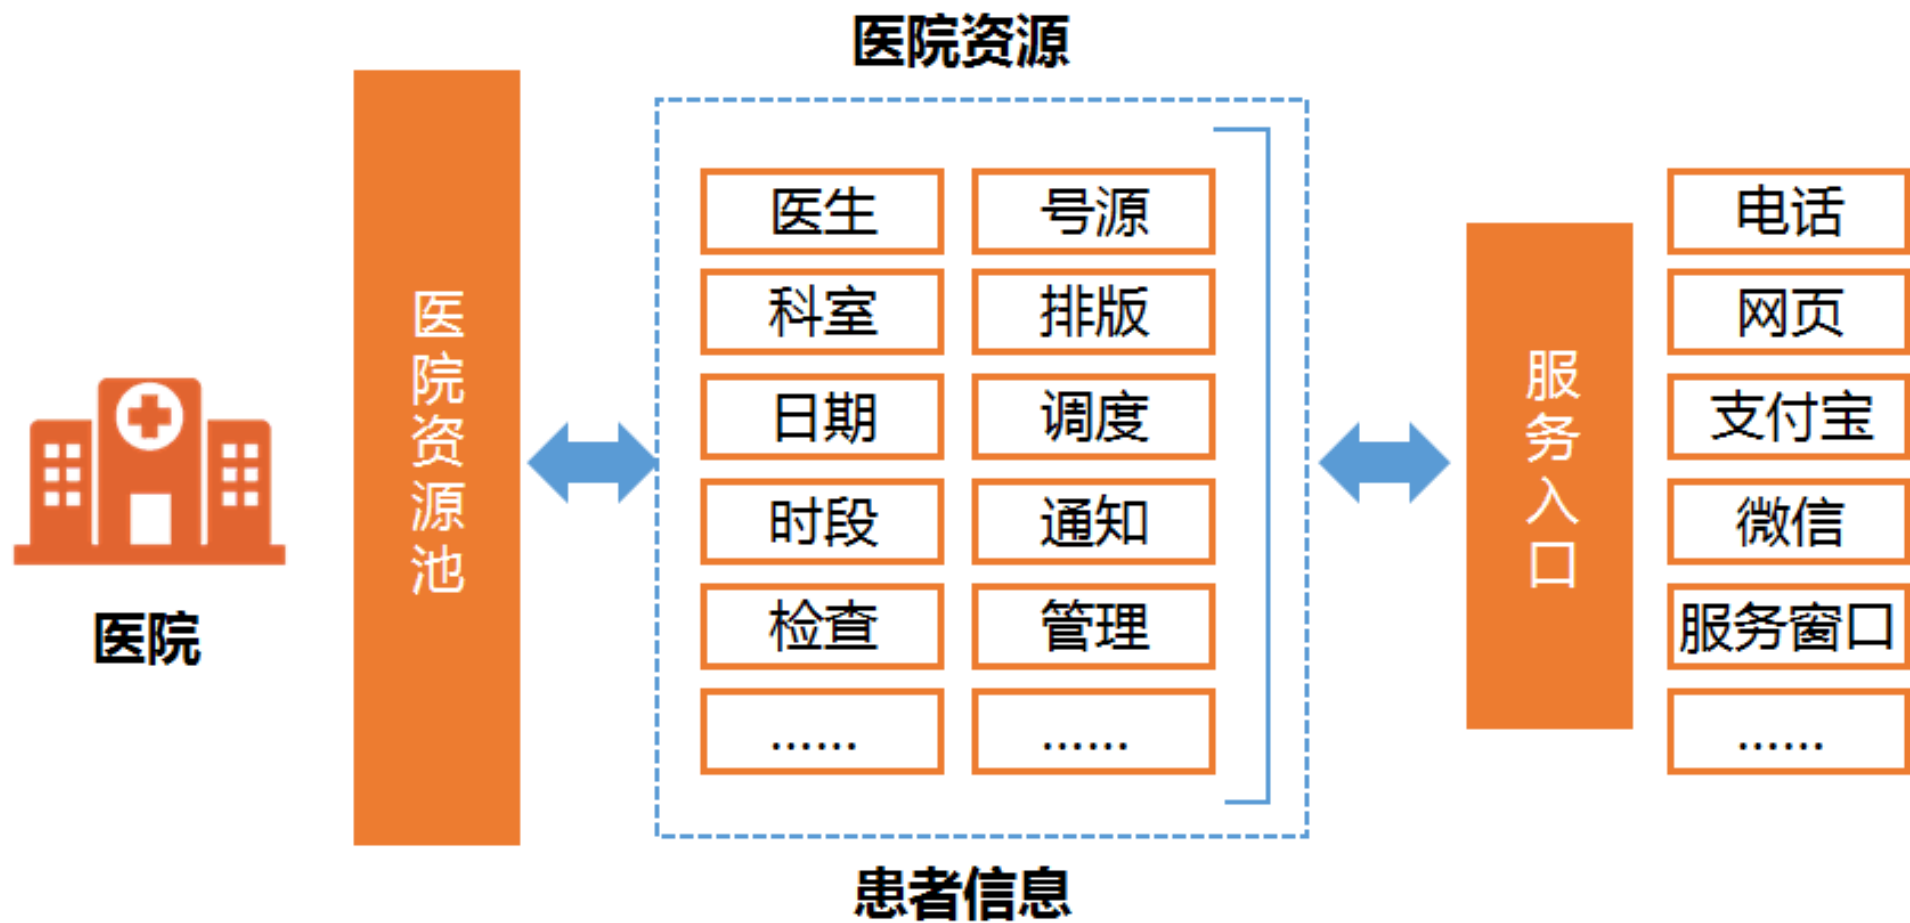 医院资源
医院
医院资源池
医生
号源
科室
排版
日期
调度
时段
通知
检查
管理
......
......
患者信息
服务入口
电话
网页
支付宝
微信
服务窗口
......